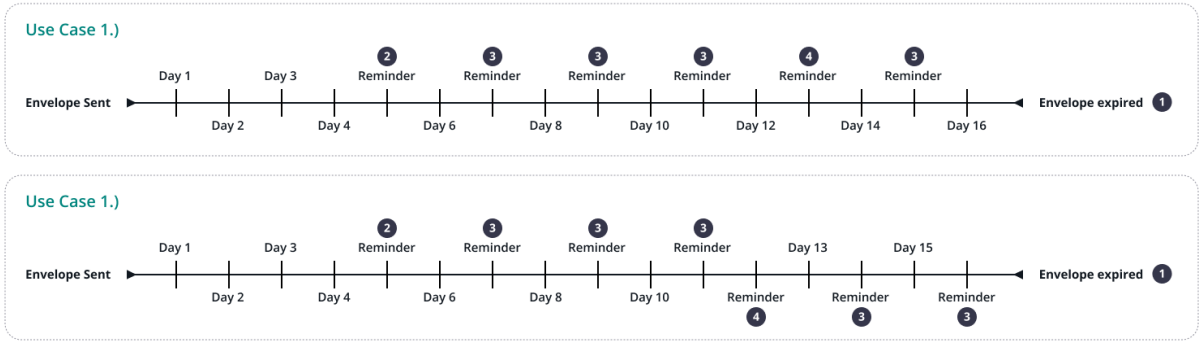 Use Case 1.)
2 3 3 3 4 3
Day 1 Day 3 Reminder Reminder Reminder Reminder Reminder Reminder
Envelope Sent Envelope expired 1
Day 2 Day 4 Day 6 Day 8 Day 10 Day 12 Day 14 Day 16
Use Case 1.)
2 3 3 3
Day 1 Day 3 Reminder Reminder Reminder Reminder Day 13 Day 15
Envelope Sent Envelope expired 1
Day 2 Day 4 Day 6 Day 8 Day 10 Reminder Reminder Reminder
4 3 3